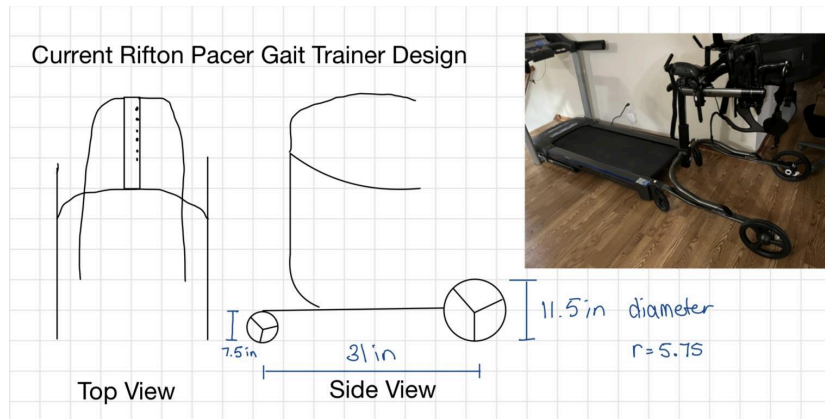 Current Rifton Pacer Gait Trainer Design
11.5in diameter
7.5in
31in
r=5.75
Top View
Side View